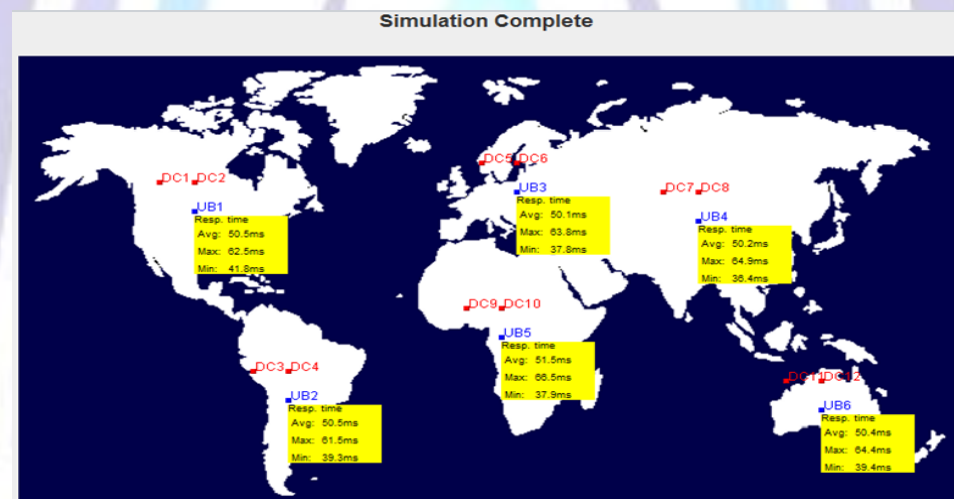 Simulation Complete
DC5 DC6
DC1 DC2
UB3
DC7 DC8
UB1
Resp. time
Avg: 50.5ms
Max: 62.5ms
Min: 41.8ms
Resp. time
Avg: 50.1ms
Max: 63.8ms
Min: 37.8ms
UB4
Resp. time
Avg: 50.2ms
Max: 64.9ms
Min: 36.4ms
DC9 DC10
UB5
Resp. time
Avg: 51.5ms
Max: 66.5ms
Min: 37.9ms
DC3 DC4
UB2
Resp. time
Avg: 50.5ms
Max: 61.5ms
Min: 39.3ms
DC11 DC12
UB6
Resp. time
Avg: 50.4ms
Max: 64.4ms
Min: 39.4ms